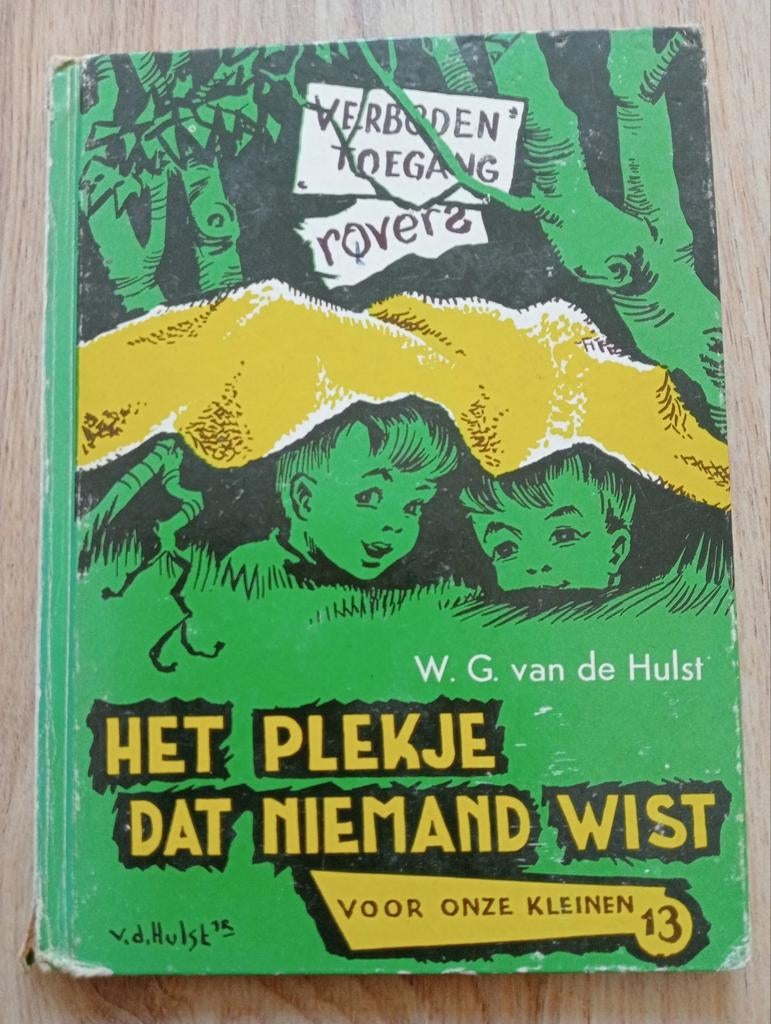 VERBODEN
TOEGANG
rovers
W. G. van de Hulst
HET PLEKJE
DAT NIEMAND WIST
VOOR ONZE KLEINEN 13
v.d.Hulst JR